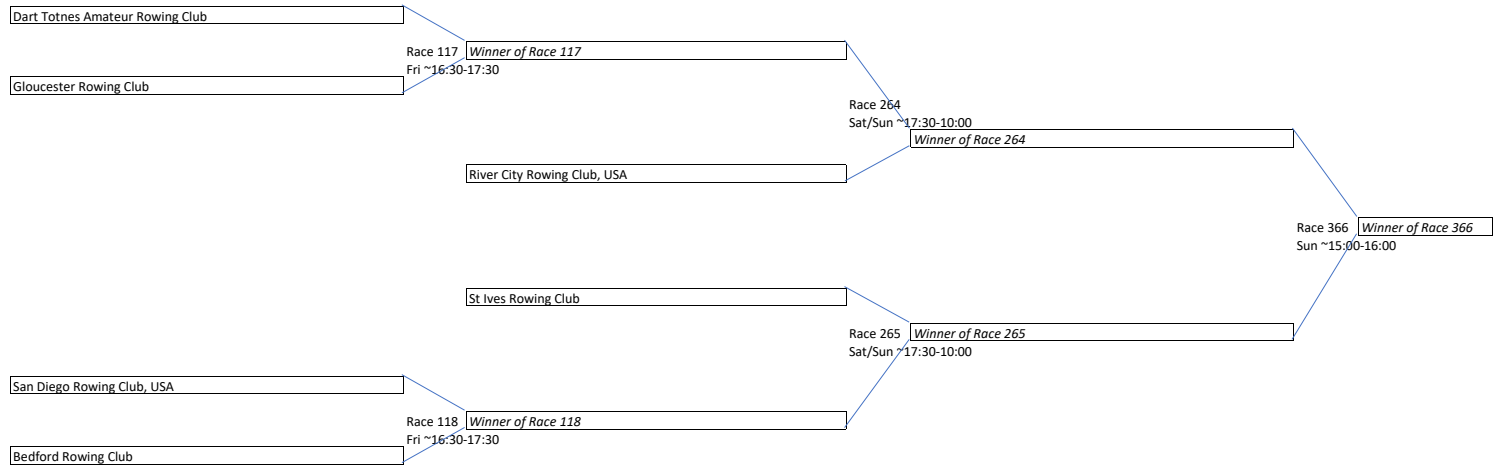 Dart Totnes Amateur Rowing Club
Race 117 Winner of Race 117
Fri ~16:30-17:30
Gloucester Rowing Club
Race 264
Sat/Sun ~17:30-10:00
Winner of Race 264
River City Rowing Club, USA
Race 366 Winner of Race 366
Sun ~15:00-16:00
St Ives Rowing Club
Race 265 Winner of Race 265
Sat/Sun ~17:30-10:00
San Diego Rowing Club, USA
Race 118 Winner of Race 118
Fri ~16:30-17:30
Bedford Rowing Club